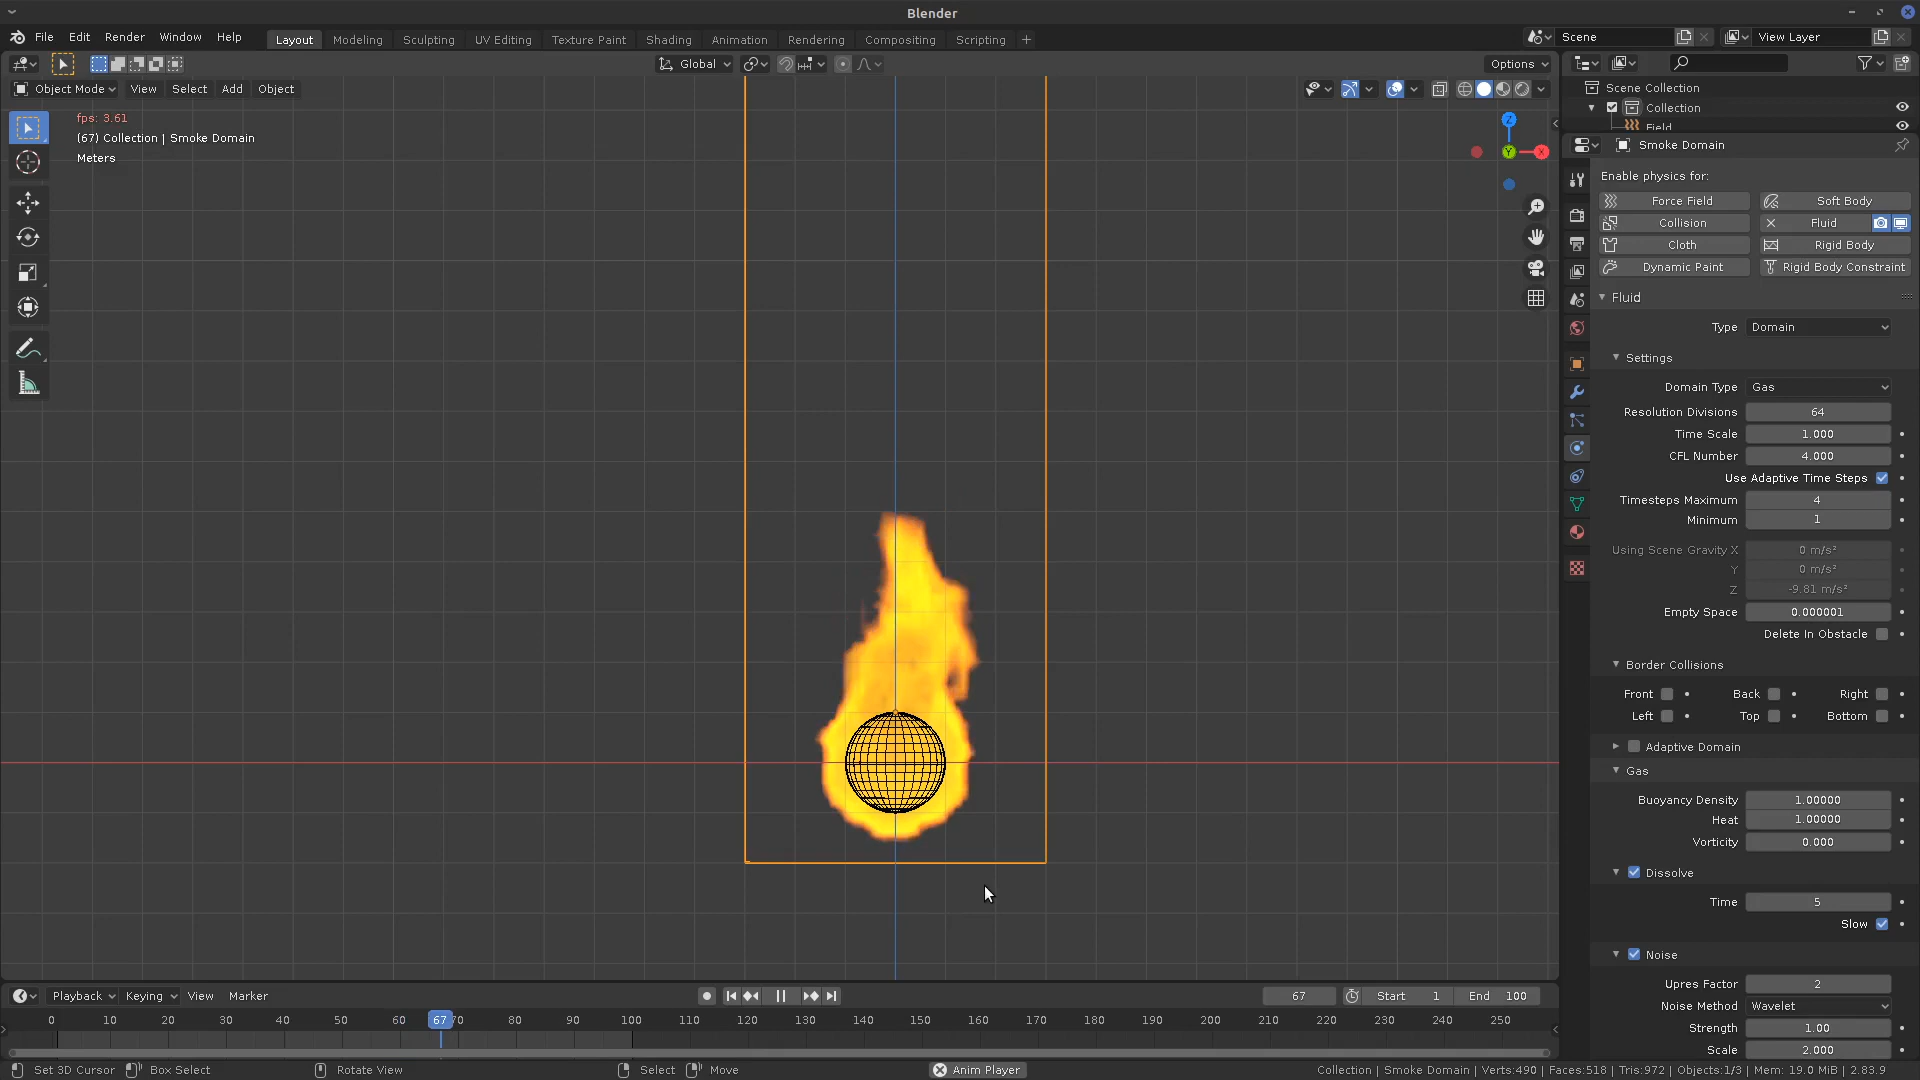 Blender
File Edit Render Window Help Layout Modeling Sculpting UV Editing Texture Paint Shading Animation Rendering Compositing Scripting + Scene View Layer
Global Options
Object Mode View Select Add Object
fps: 3.61
(67) Collection | Smoke Domain
Meters
Z
Y
X
Scene Collection
Collection
Field
Smoke Domain
Enable physics for:
Force Field Soft Body
Collision Fluid
Cloth Rigid Body
Dynamic Paint Rigid Body Constraint
Fluid
Type Domain
Settings
Domain Type Gas
Resolution Divisions 64
Time Scale 1.000
CFL Number 4.000
Use Adaptive Time Steps
Timesteps Maximum 4
Minimum 1
Using Scene Gravity X 0 m/s²
Y 0 m/s²
Z -9.81 m/s²
Empty Space 0.000001
Delete In Obstacle
Border Collisions
Front Back Right
Left Top Bottom
Adaptive Domain
Gas
Buoyancy Density 1.00000
Heat 1.00000
Vorticity 0.000
Dissolve
Time 5
Slow
Noise
Upres Factor 2
Noise Method Wavelet
Strength 1.00
Scale 2.000
Playback Keying View Marker 67 Start 1 End 100
0 10 20 30 40 50 60 67 70 80 90 100 110 120 130 140 150 160 170 180 190 200 210 220 230 240 250
Set 3D Cursor Box Select Rotate View Select Move Anim Player Collection | Smoke Domain | Verts:490 | Faces:518 | Tris:972 | Objects:1/3 | Mem: 19.0 MiB | 2.83.9